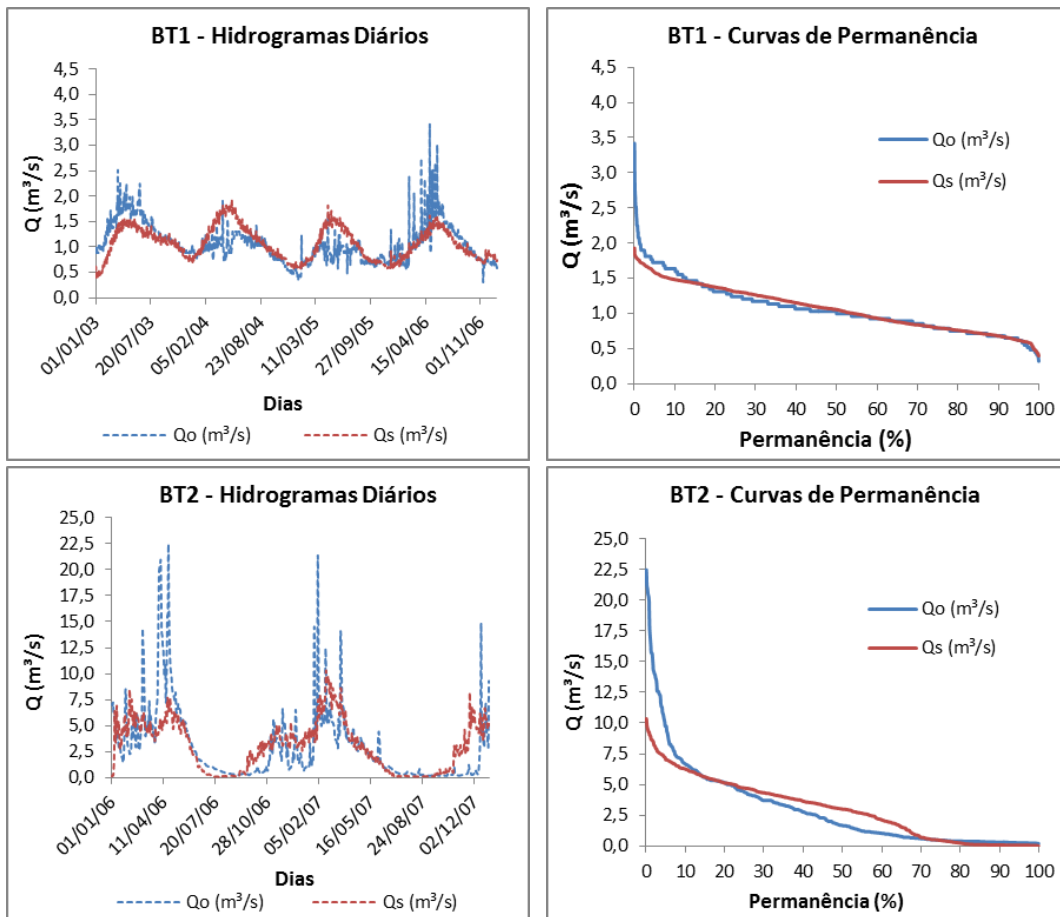 BT1 - Hidrogramas Diários
4,5
4,0
3,5
3,0
2,5
2,0
1,5
1,0
0,5
0,0
Q (m³/s)
01/01/03
20/07/03
05/02/04
23/08/04
11/03/05
27/09/05
15/04/06
01/11/06
Dias
Qo (m³/s)
Qs (m³/s)
BT1 - Curvas de Permanência
4,5
4,0
3,5
3,0
2,5
2,0
1,5
1,0
0,5
0,0
Q (m³/s)
Qo (m³/s)
Qs (m³/s)
0 10 20 30 40 50 60 70 80 90 100
Permanência (%)
BT2 - Hidrogramas Diários
25,0
22,5
20,0
17,5
15,0
12,5
10,0
7,5
5,0
2,5
0,0
Q (m³/s)
01/01/06
11/04/06
20/07/06
28/10/06
05/02/07
16/05/07
24/08/07
02/12/07
Dias
Qo (m³/s)
Qs (m³/s)
BT2 - Curvas de Permanência
25,0
22,5
20,0
17,5
15,0
12,5
10,0
7,5
5,0
2,5
0,0
Q (m³/s)
Qo (m³/s)
Qs (m³/s)
0 10 20 30 40 50 60 70 80 90 100
Permanência (%)